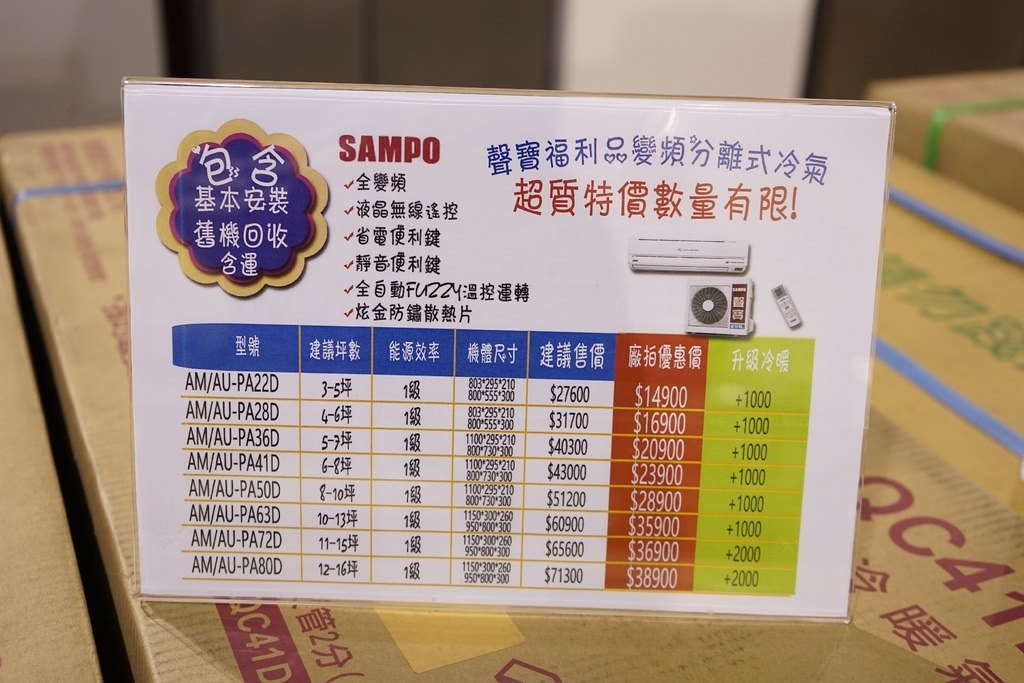 包含
基本安裝
舊機回收
含運
SAMPO
✓全變頻
✓液晶無線遙控
✓省電便利鍵
✓靜音便利鍵
✓全自動FUZZY溫控運轉
✓炫金防鏽散熱片
聲寶福利品變頻分離式冷氣
超質特價數量有限!
SAMPO
聲寶
型號 建議坪數 能源效率 機體尺寸 建議售價 廠拍優惠價 升級冷暖
AM/AU-PA22D 3-5坪 1級 803*295*210 800*555*300 $27600 $14900 +1000
AM/AU-PA28D 4-6坪 1級 803*295*210 800*555*300 $31700 $16900 +1000
AM/AU-PA36D 5-7坪 1級 1100*295*210 800*730*300 $40300 $20900 +1000
AM/AU-PA41D 6-8坪 1級 1100*295*210 800*730*300 $43000 $23900 +1000
AM/AU-PA50D 8-10坪 1級 1100*295*210 800*730*300 $51200 $28900 +1000
AM/AU-PA63D 10-13坪 1級 1150*300*260 950*800*300 $60900 $35900 +1000
AM/AU-PA72D 11-15坪 1級 1150*300*260 950*800*300 $65600 $36900 +2000
AM/AU-PA80D 12-16坪 1級 1150*300*260 950*800*300 $71300 $38900 +2000
QC41D
管2分
QC41
冷暖氣